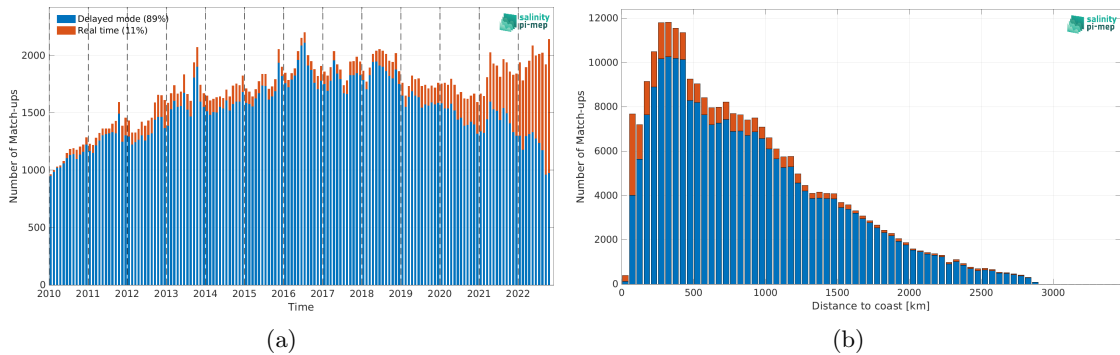 Delayed mode (89%)
Real time (11%)
salinity
pi-mep
2000
1500
1000
500
0
Number of Match-ups
2010 2011 2012 2013 2014 2015 2016 2017 2018 2019 2020 2021 2022
Time
(a)
salinity
pi-mep
12000
10000
8000
6000
4000
2000
0
Number of Match-ups
0 500 1000 1500 2000 2500 3000
Distance to coast [km]
(b)